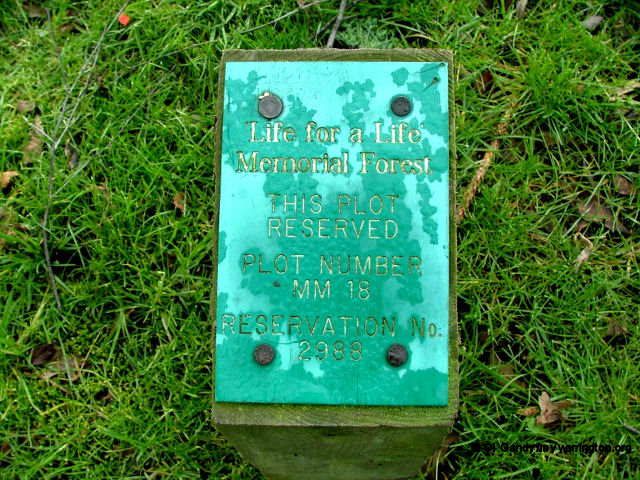 'Life for a Life'
Memorial Forest
THIS PLOT
RESERVED
PLOT NUMBER
MM 18
RESERVATION No.
2988